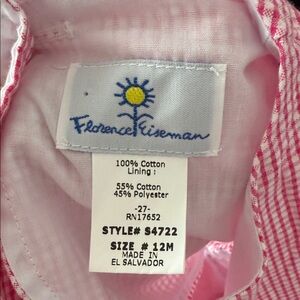 Florence Eiseman
100% Cotton
Lining :
55% Cotton
45% Polyester
-27-
RN17652
STYLE# S4722
SIZE # 12M
MADE IN
EL SALVADOR